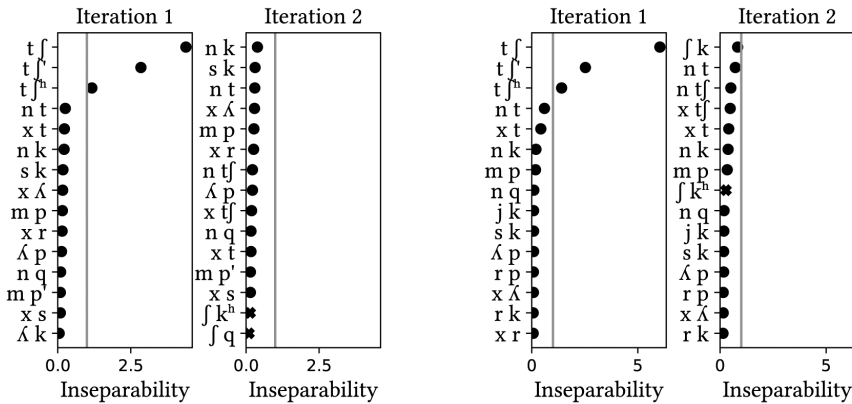 Iteration 1
t ʃ
t ʃ'
t ʃʰ
n t
x t
n k
s k
x ʎ
m p
x r
ʎ p
n q
m p'
x s
ʎ k
0.0 2.5
Inseparability
Iteration 2
n k
s k
n t
x ʎ
m p
x r
n tʃ
ʎ p
x tʃ
n q
x t
m p'
x s
ʃ kʰ
ʃ q
0.0 2.5
Inseparability
Iteration 1
t ʃ
t ʃ'
t ʃʰ
n t
x t
n k
m p
n q
j k
s k
ʎ p
r p
x ʎ
r k
x r
0 5
Inseparability
Iteration 2
ʃ k
n t
n tʃ
x tʃ
x t
n k
m p
ʃ kʰ
n q
j k
s k
ʎ p
r p
x ʎ
r k
0 5
Inseparability